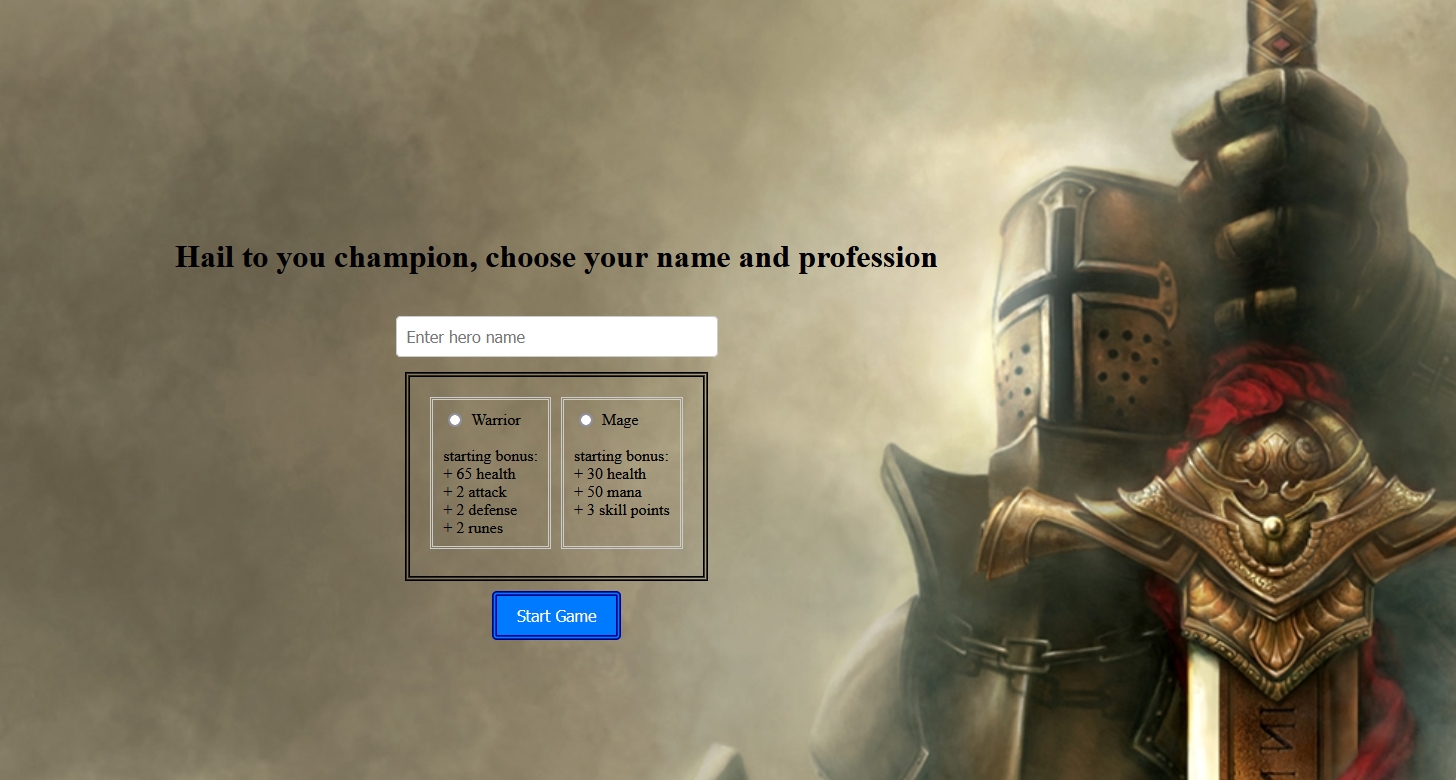 Hail to you champion, choose your name and profession
Enter hero name
Warrior
starting bonus:
+ 65 health
+ 2 attack
+ 2 defense
+ 2 runes
Mage
starting bonus:
+ 30 health
+ 50 mana
+ 3 skill points
Start Game